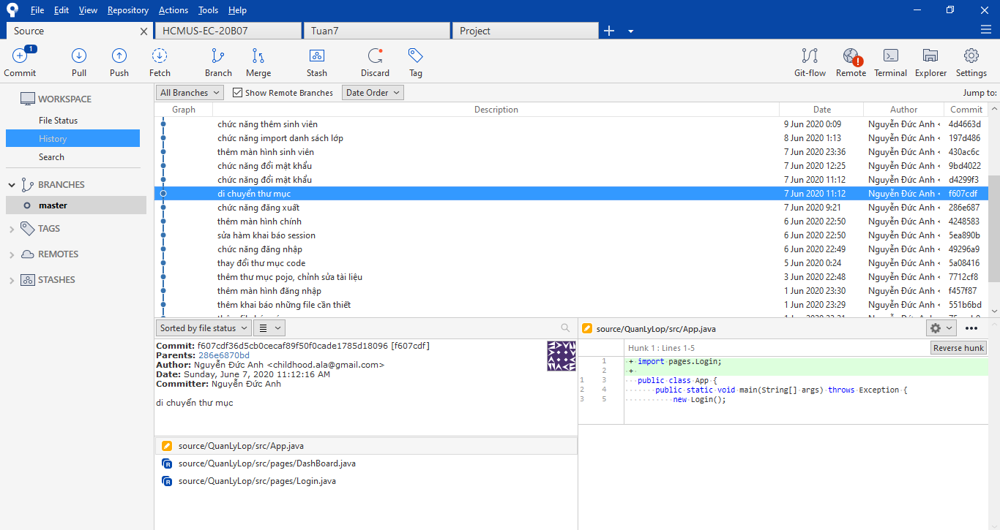 File Edit View Repository Actions Tools Help
Source HCMUS-EC-20B07 Tuan7 Project
1
Commit Pull Push Fetch Branch Merge Stash Discard Tag Git-flow Remote Terminal Explorer Settings
WORKSPACE
File Status
History
Search
BRANCHES
master
TAGS
REMOTES
STASHES
All Branches Show Remote Branches Date Order Jump to:
Graph Description Date Author Commit
chức năng thêm sinh viên 9 Jun 2020 0:09 Nguyễn Đức Anh < 4d4663d
chức năng import danh sách lớp 8 Jun 2020 1:13 Nguyễn Đức Anh < 197d486
thêm màn hình sinh viên 7 Jun 2020 23:36 Nguyễn Đức Anh < 430ac6c
chức năng đổi mật khẩu 7 Jun 2020 12:25 Nguyễn Đức Anh < 9bd4022
chức năng đổi mật khẩu 7 Jun 2020 11:12 Nguyễn Đức Anh < d4299f3
di chuyển thư mục 7 Jun 2020 11:12 Nguyễn Đức Anh < f607cdf
chức năng đăng xuất 7 Jun 2020 9:21 Nguyễn Đức Anh < 286e687
thêm màn hình chính 6 Jun 2020 22:50 Nguyễn Đức Anh < 4248583
sửa hàm khai báo session 6 Jun 2020 22:50 Nguyễn Đức Anh < 5ea890b
chức năng đăng nhập 6 Jun 2020 22:49 Nguyễn Đức Anh < 49296a9
thay đổi thư mục code 5 Jun 2020 0:24 Nguyễn Đức Anh < 5a08416
thêm thư mục pojo, chỉnh sửa tài liệu 3 Jun 2020 22:48 Nguyễn Đức Anh < 7712cf8
thêm màn hình đăng nhập 1 Jun 2020 23:30 Nguyễn Đức Anh < f457f87
thêm khai báo những file cần thiết 1 Jun 2020 23:29 Nguyễn Đức Anh < 551b6bd
Sorted by file status
Commit: f607cdf36d5cb0cecaf89f50f0cade1785d18096 [f607cdf]
Parents: 286e6870bd
Author: Nguyễn Đức Anh <childhood.ala@gmail.com>
Date: Sunday, June 7, 2020 11:12:16 AM
Committer: Nguyễn Đức Anh
di chuyển thư mục
source/QuanLyLop/src/App.java
R source/QuanLyLop/src/pages/DashBoard.java
R source/QuanLyLop/src/pages/Login.java
source/QuanLyLop/src/App.java
Hunk 1 : Lines 1-5 Reverse hunk
1 + import pages.Login;
2 +
1 3 public class App {
2 4 public static void main(String[] args) throws Exception {
3 5 new Login();